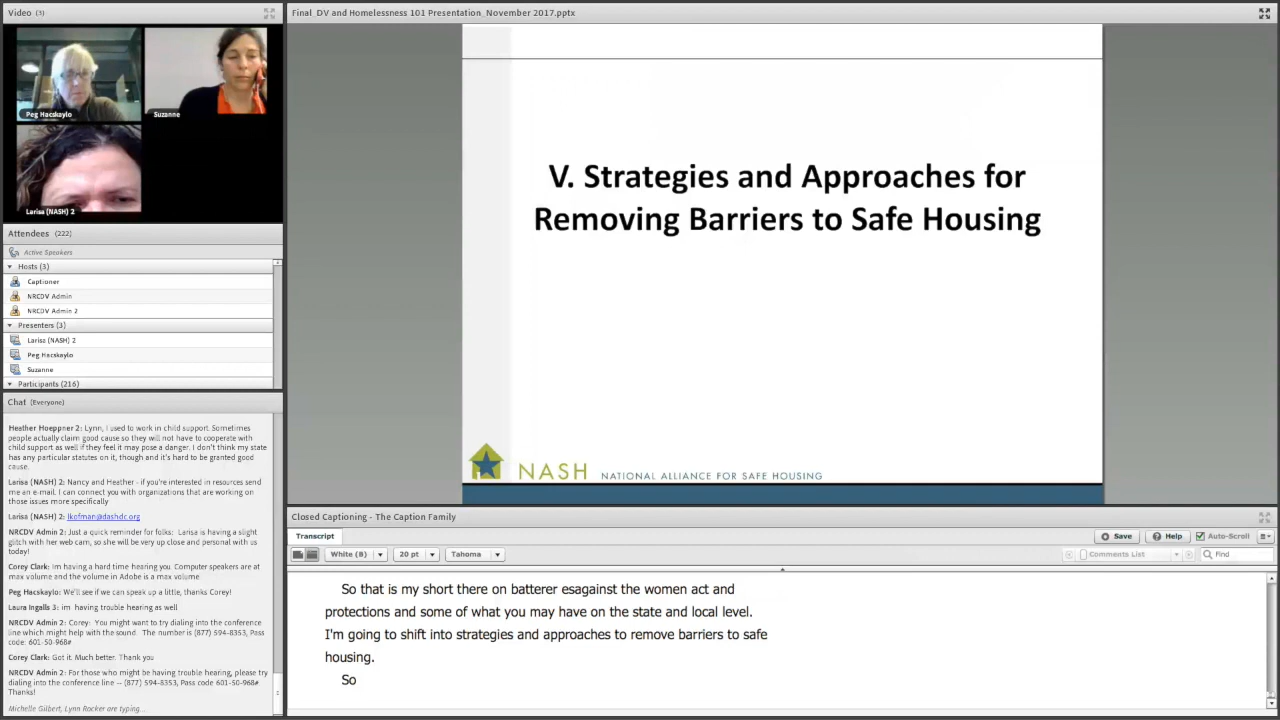 Video (3)
Peg Hacskaylo
Suzanne
Larisa (NASH) 2
Attendees (222)
Active Speakers
Hosts (3)
Captioner
NRCDV Admin
NRCDV Admin 2
Presenters (3)
Larisa (NASH) 2
Peg Hacskaylo
Suzanne
Participants (216)
Chat (Everyone)
Heather Hoeppner 2: Lynn, I used to work in child support. Sometimes
people actually claim good cause so they will not have to cooperate with
child support as well if they feel it may pose a danger. I don't think my state
has any particular statutes on it, though and it's hard to be granted good
cause.
Larisa (NASH) 2: Nancy and Heather - if you're interested in resources send
me an e-mail. I can connect you with organizations that are working on
those issues more specifically
Larisa (NASH) 2: lkofman@dashdc.org
NRCDV Admin 2: Just a quick reminder for folks: Larisa is having a slight
glitch with her web cam, so she will be very up close and personal with us
today!
Corey Clark: Im having a hard time hearing you Computer speakers are at
max volume and the volume in Adobe is a max volume
Peg Hacskaylo: We'll see if we can speak up a little, thanks Corey!
Laura Ingalls 3: im having trouble hearing as well
NRCDV Admin 2: Corey: You might want to try dialing into the conference
line which might help with the sound. The number is (877) 594-8353, Pass
code: 601-50-968#
Corey Clark: Got it. Much better. Thank you
NRCDV Admin 2: For those who might be having trouble hearing, please try
dialing into the conference line -- (877) 594-8353, Pass code 601-50-968#
Thanks!
Michelle Gilbert, Lynn Rocker are typing...
Final_DV and Homelessness 101 Presentation_November 2017.pptx
V. Strategies and Approaches for
Removing Barriers to Safe Housing
NASH NATIONAL ALLIANCE FOR SAFE HOUSING
Closed Captioning - The Caption Family
Transcript
Save
Help
Auto-Scroll
White (B)
20 pt
Tahoma
Comments List
Find
So that is my short there on batterer esagainst the women act and
protections and some of what you may have on the state and local level.
I'm going to shift into strategies and approaches to remove barriers to safe
housing.
So